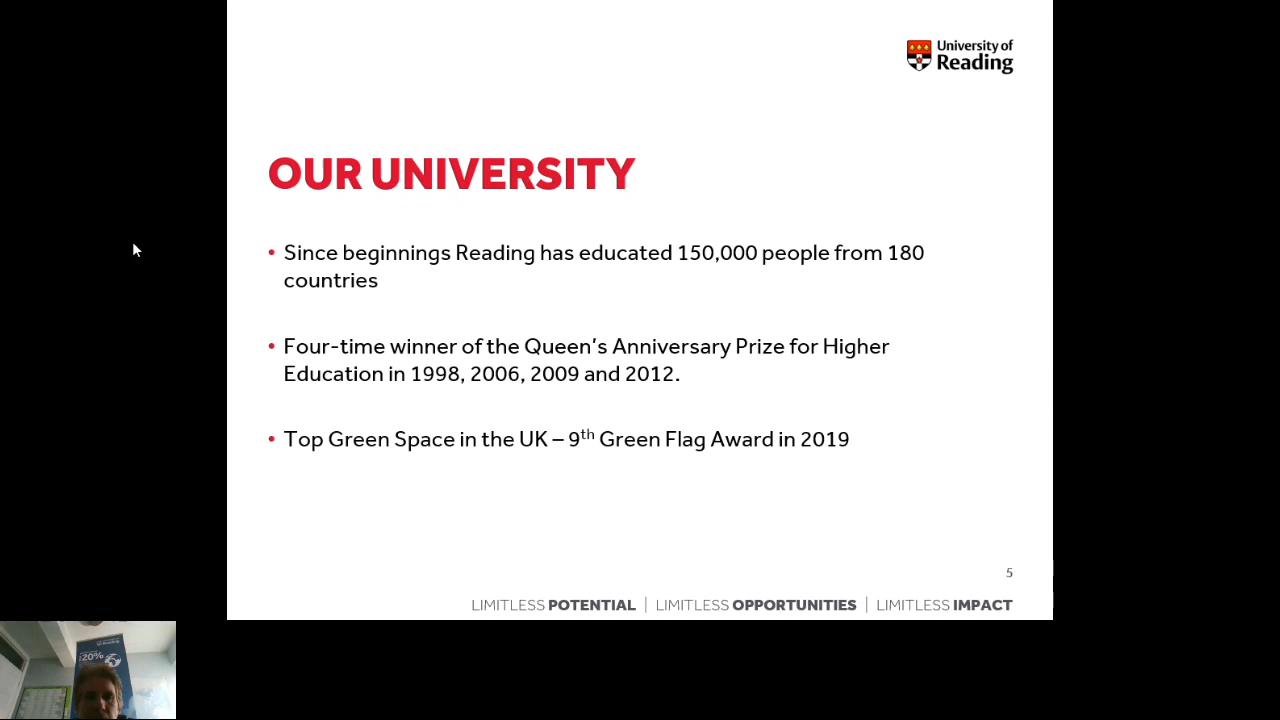 University of
Reading
OUR UNIVERSITY
• Since beginnings Reading has educated 150,000 people from 180
countries
• Four-time winner of the Queen’s Anniversary Prize for Higher
Education in 1998, 2006, 2009 and 2012.
• Top Green Space in the UK – 9th Green Flag Award in 2019
5
LIMITLESS POTENTIAL | LIMITLESS OPPORTUNITIES | LIMITLESS IMPACT
Reading
20%